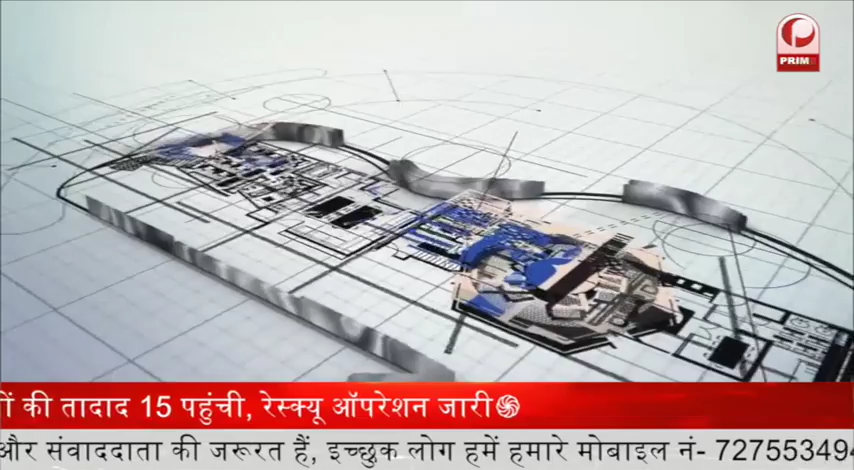 PRIME
ों की तादाद 15 पहुंची, रेस्क्यू ऑपरेशन जारी
और संवाददाता की जरूरत हैं, इच्छुक लोग हमें हमारे मोबाइल नं- 72755349